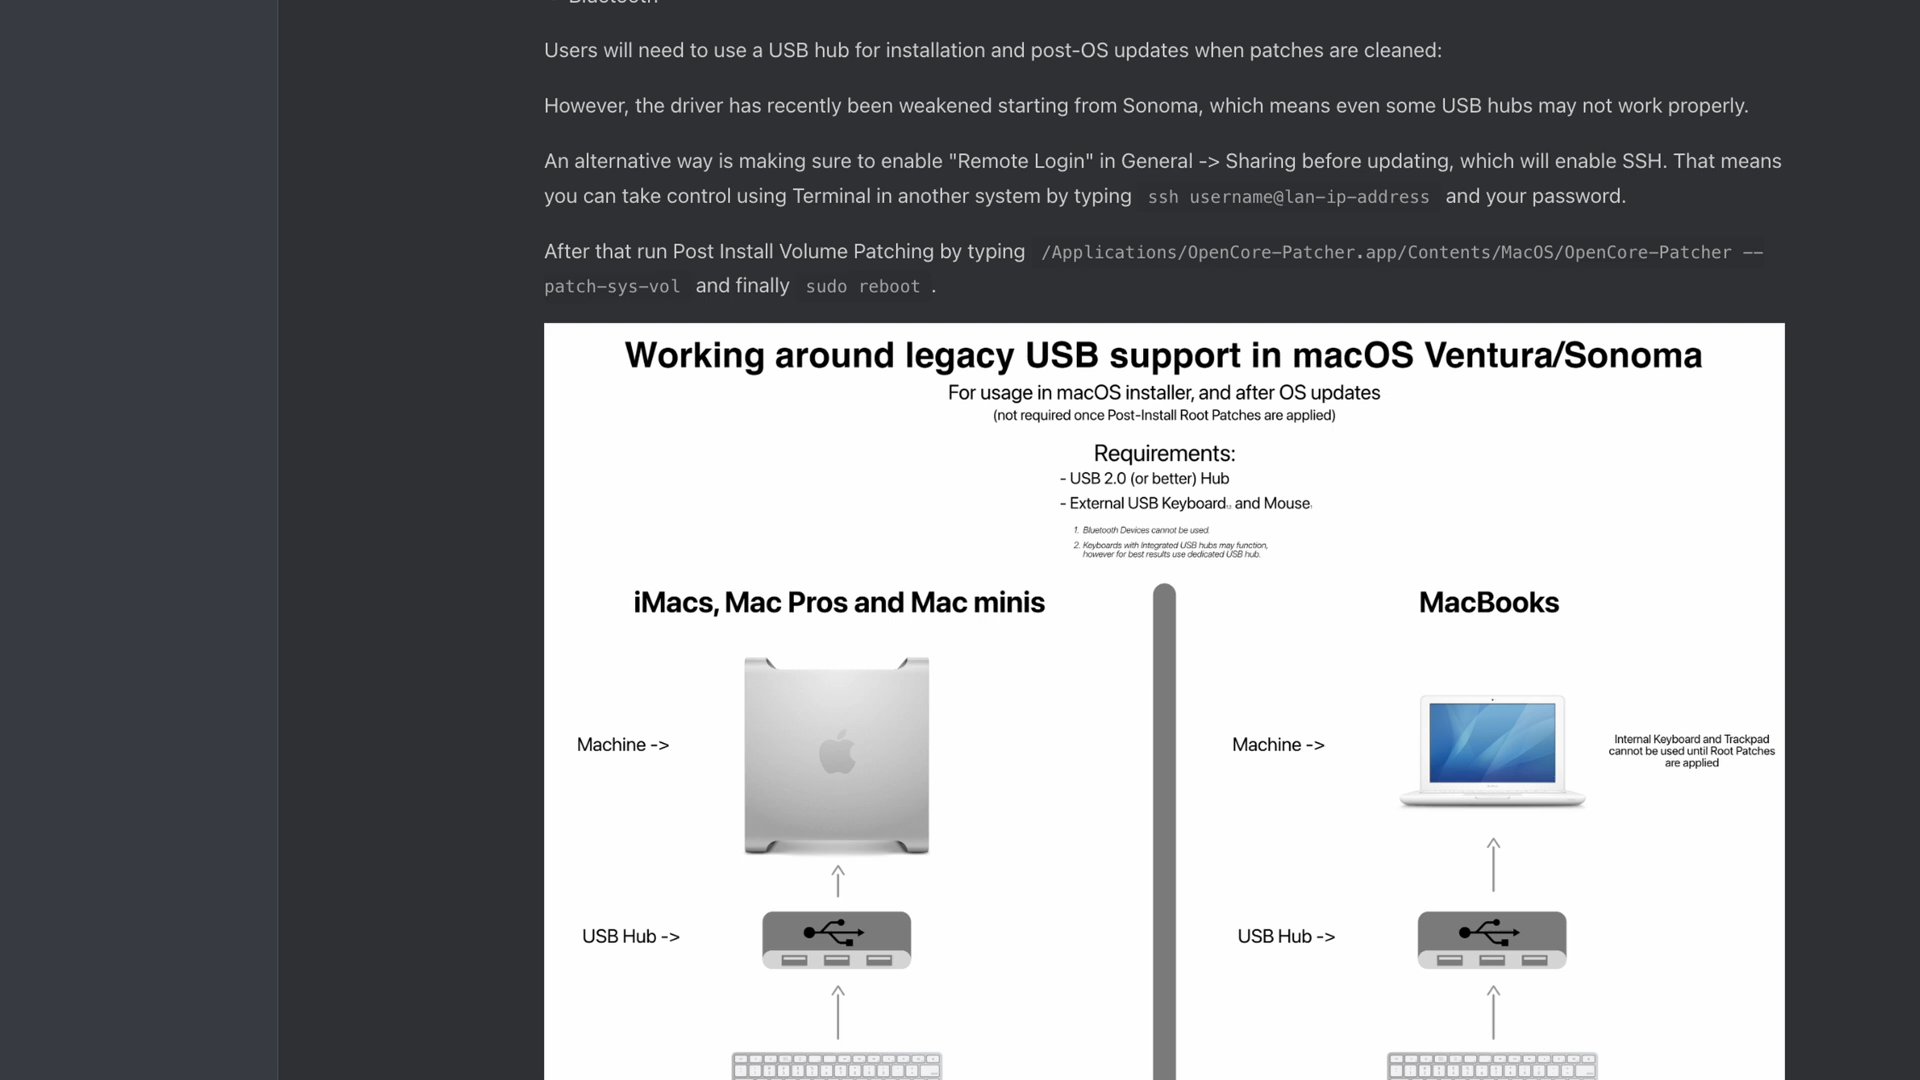 Bluetooth
Users will need to use a USB hub for installation and post-OS updates when patches are cleaned:
However, the driver has recently been weakened starting from Sonoma, which means even some USB hubs may not work properly.
An alternative way is making sure to enable "Remote Login" in General -> Sharing before updating, which will enable SSH. That means
you can take control using Terminal in another system by typing ssh username@lan-ip-address and your password.
After that run Post Install Volume Patching by typing /Applications/OpenCore-Patcher.app/Contents/MacOS/OpenCore-Patcher --
patch-sys-vol and finally sudo reboot .
Working around legacy USB support in macOS Ventura/Sonoma
For usage in macOS installer, and after OS updates
(not required once Post-Install Root Patches are applied)
Requirements:
- USB 2.0 (or better) Hub
- External USB Keyboard and Mouse
1. Bluetooth Devices cannot be used.
2. Keyboards with Integrated USB hubs may function,
however for best results use dedicated USB hub.
iMacs, Mac Pros and Mac minis
MacBooks
Machine ->
Machine ->
Internal Keyboard and Trackpad
cannot be used until Root Patches
are applied
USB Hub ->
USB Hub ->